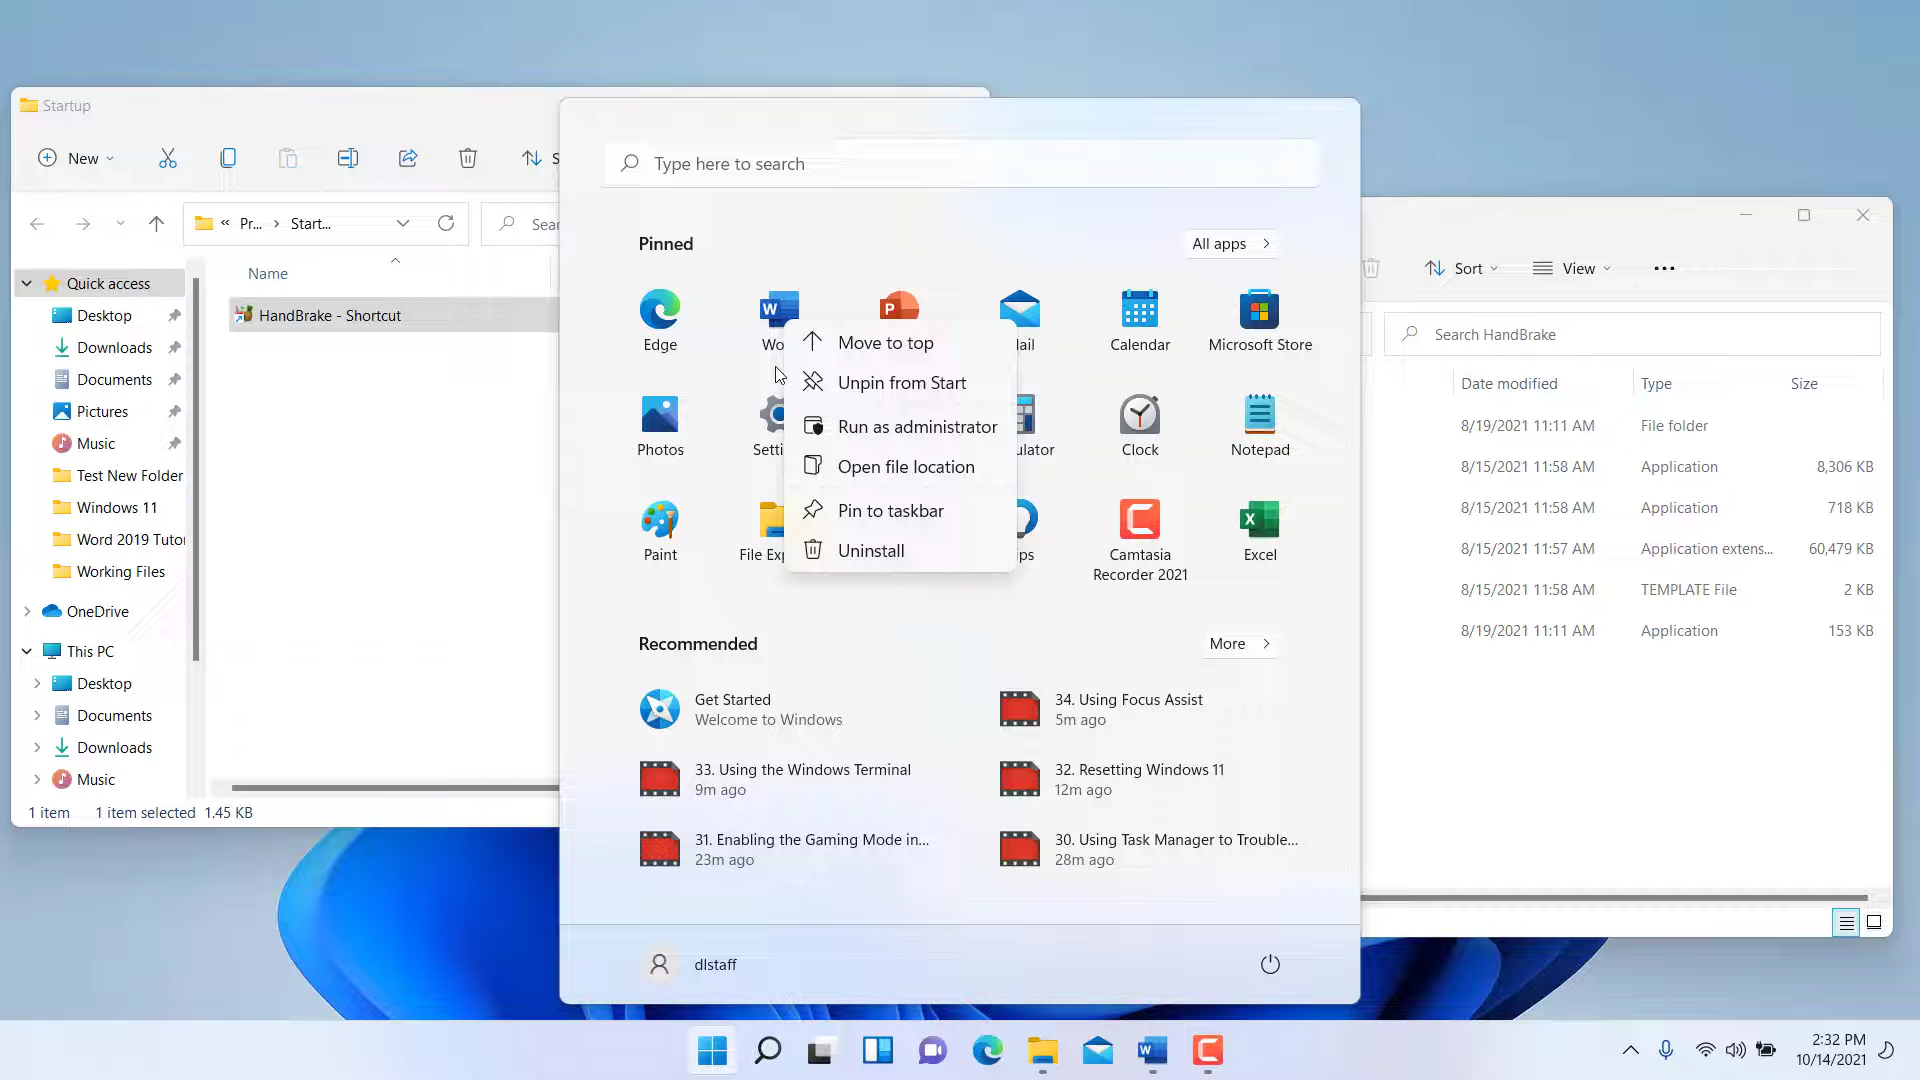 Startup
New
S
Pr...
Start...
Sear
Name
Quick access
HandBrake - Shortcut
Desktop
Downloads
Documents
Pictures
Music
Test New Folder
Windows 11
Word 2019 Tutor
Working Files
OneDrive
This PC
Desktop
Documents
Downloads
Music
1 item
1 item selected 1.45 KB
Type here to search
Pinned
All apps
Edge
Wo
ail
Calendar
Microsoft Store
Photos
Setti
ulator
Clock
Notepad
Paint
File Exp
ips
Camtasia
Recorder 2021
Excel
Move to top
Unpin from Start
Run as administrator
Open file location
Pin to taskbar
Uninstall
Recommended
More
Get Started
Welcome to Windows
34. Using Focus Assist
5m ago
33. Using the Windows Terminal
9m ago
32. Resetting Windows 11
12m ago
31. Enabling the Gaming Mode in...
23m ago
30. Using Task Manager to Trouble...
28m ago
dlstaff
Sort
View
Search HandBrake
Date modified Type Size
8/19/2021 11:11 AM File folder
8/15/2021 11:58 AM Application 8,306 KB
8/15/2021 11:58 AM Application 718 KB
8/15/2021 11:57 AM Application extens... 60,479 KB
8/15/2021 11:58 AM TEMPLATE File 2 KB
8/19/2021 11:11 AM Application 153 KB
2:32 PM
10/14/2021